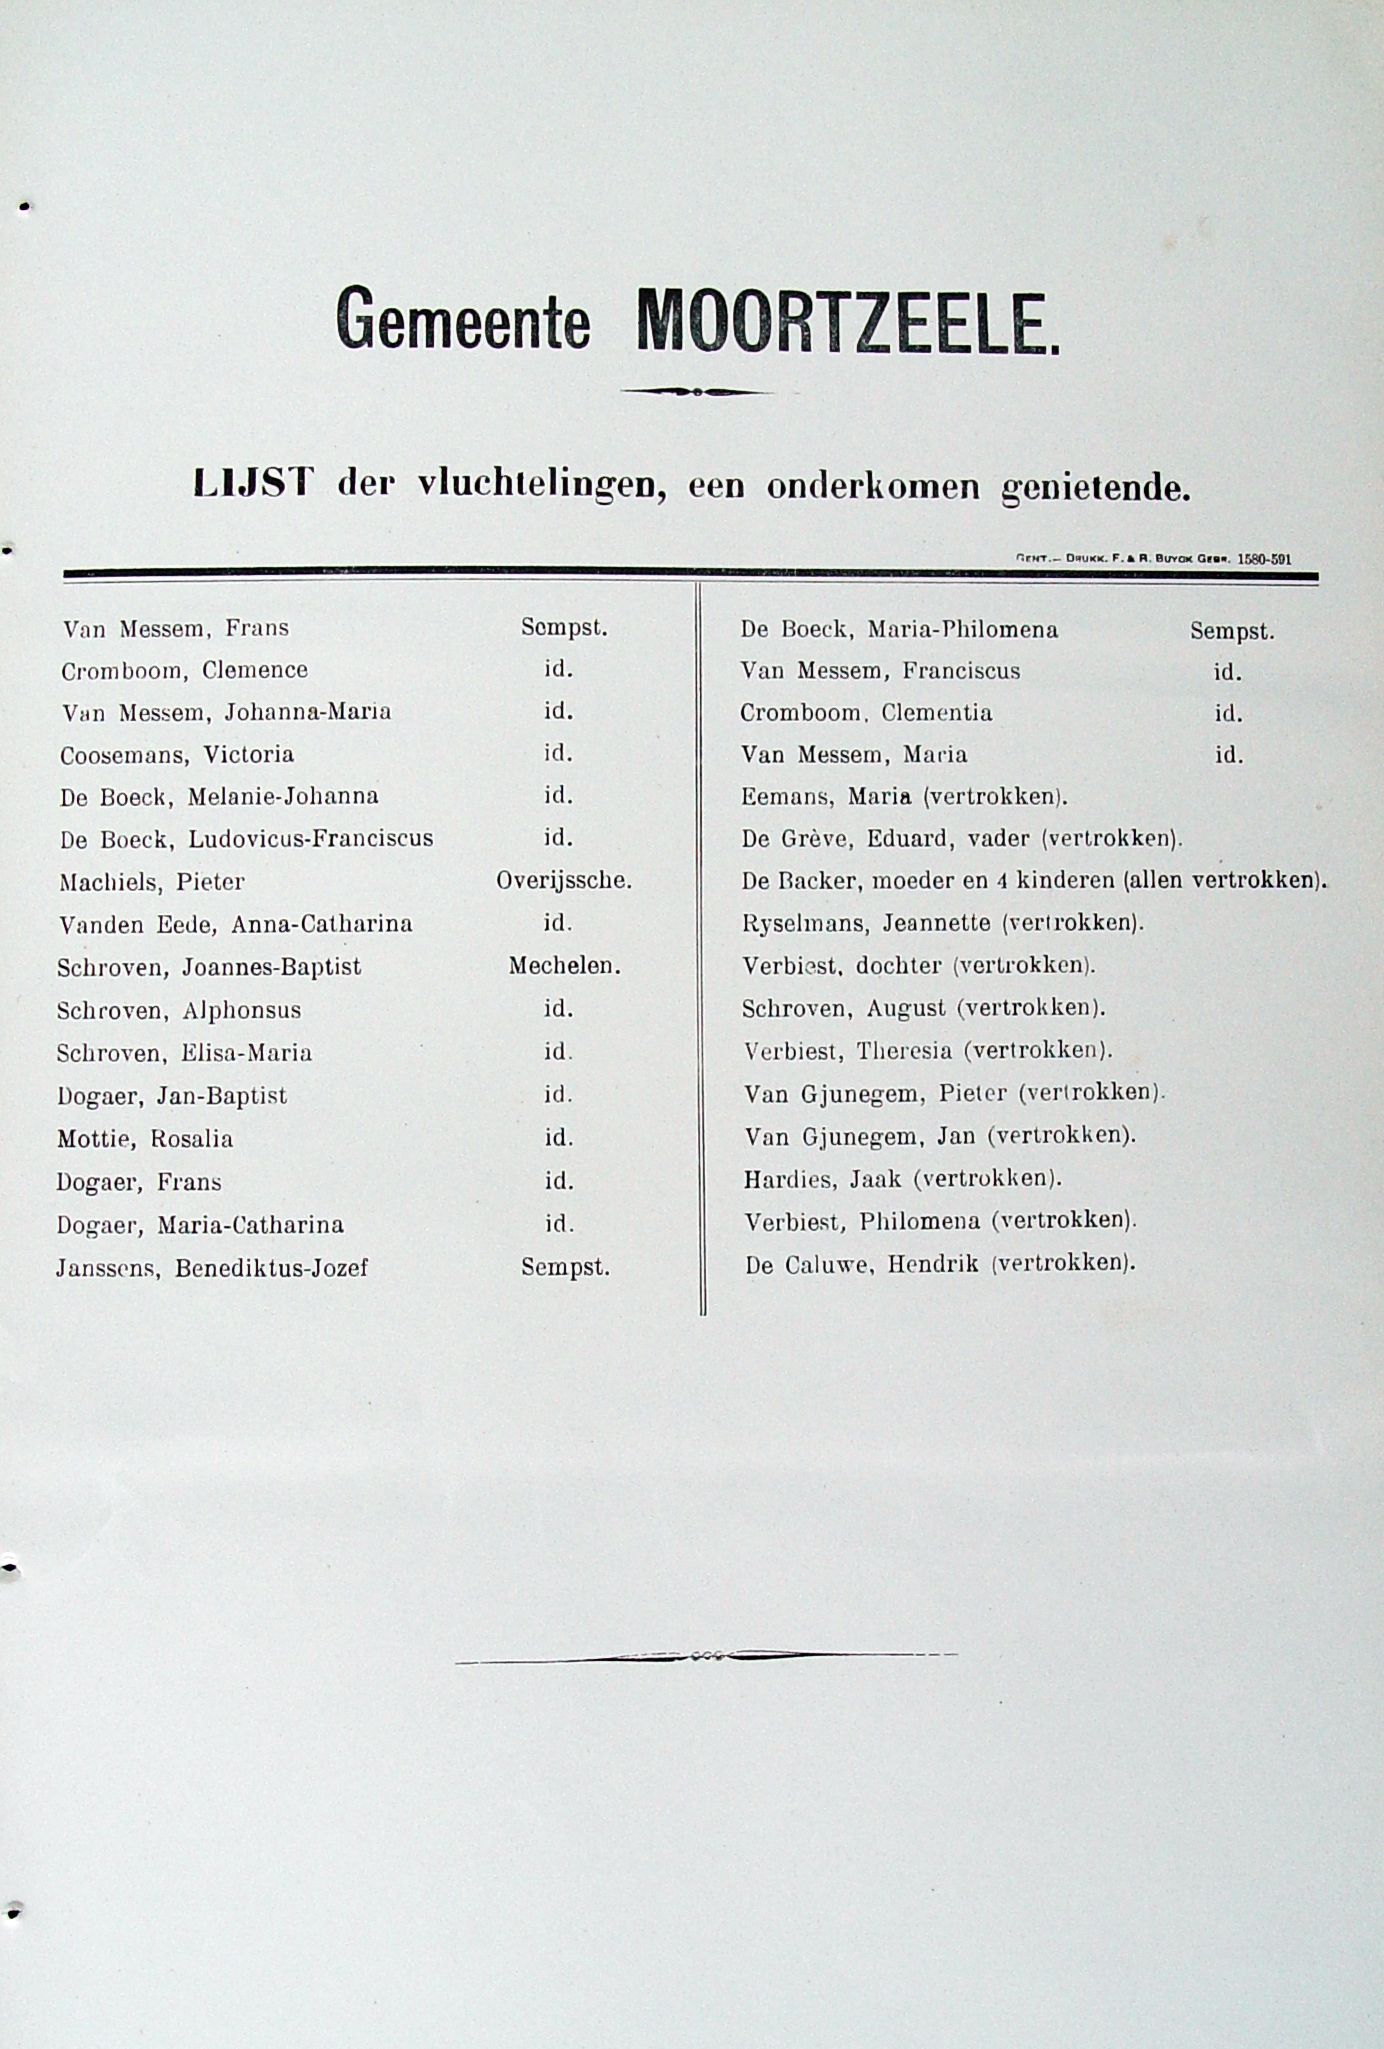 Gemeente MOORTZEELE.
LIJST der vluchtelingen, een onderkomen genietende.
GENT.— DRUKK. F. & R. BUYCK GEBR. 1580-591
Van Messem, Frans Sempst.
Cromboom, Clemence id.
Van Messem, Johanna-Maria id.
Coosemans, Victoria id.
De Boeck, Melanie-Johanna id.
De Boeck, Ludovicus-Franciscus id.
Machiels, Pieter Overijssche.
Vanden Eede, Anna-Catharina id.
Schroven, Joannes-Baptist Mechelen.
Schroven, Alphonsus id.
Schroven, Elisa-Maria id.
Dogaer, Jan-Baptist id.
Mottie, Rosalia id.
Dogaer, Frans id.
Dogaer, Maria-Catharina id.
Janssens, Benediktus-Jozef Sempst.
De Boeck, Maria-Philomena Sempst.
Van Messem, Franciscus id.
Cromboom, Clementia id.
Van Messem, Maria id.
Eemans, Maria (vertrokken).
De Grève, Eduard, vader (vertrokken).
De Backer, moeder en 4 kinderen (allen vertrokken).
Ryselmans, Jeannette (vertrokken).
Verbiest, dochter (vertrokken).
Schroven, August (vertrokken).
Verbiest, Theresia (vertrokken).
Van Gjunegem, Pieter (vertrokken).
Van Gjunegem, Jan (vertrokken).
Hardies, Jaak (vertrokken).
Verbiest, Philomena (vertrokken).
De Caluwe, Hendrik (vertrokken).